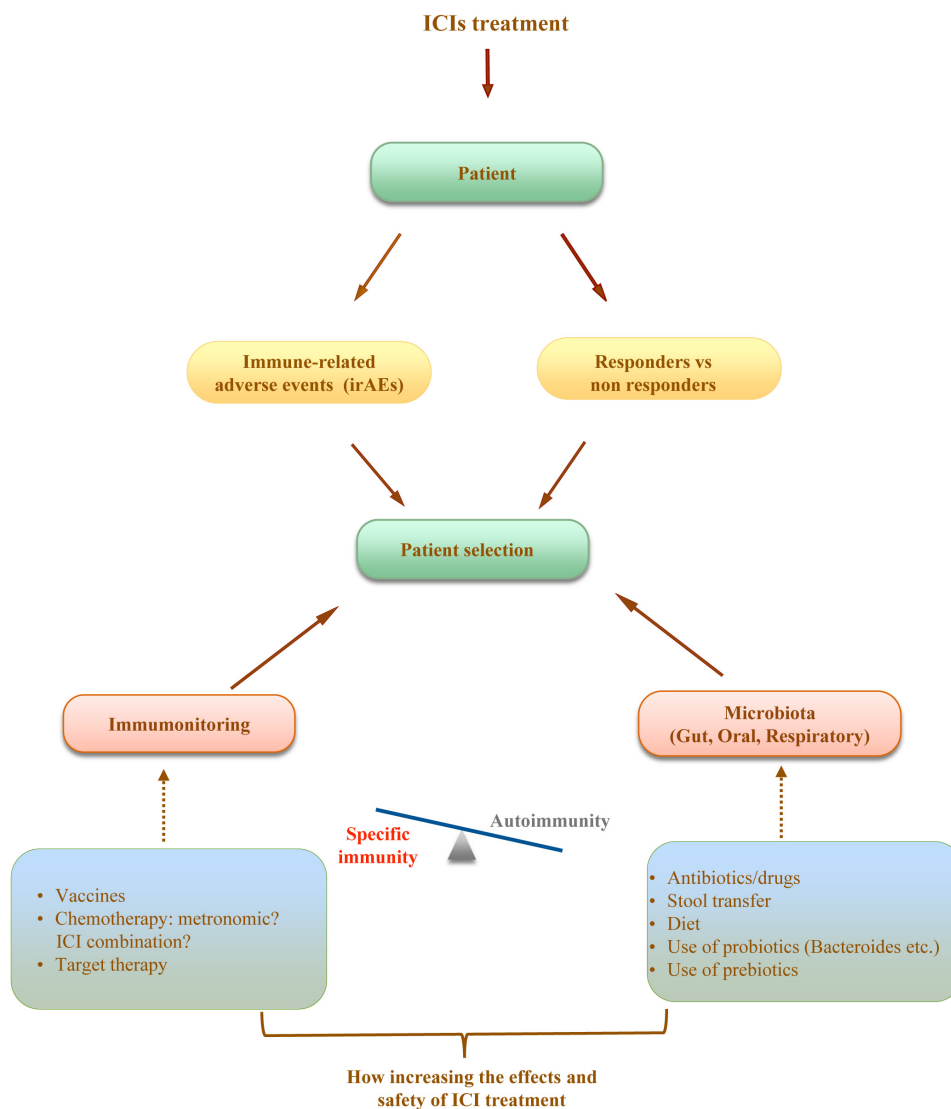 ICIs treatment
Patient
Immune-related
adverse events (irAEs)
Responders vs
non responders
Patient selection
Immumonitoring
Microbiota
(Gut, Oral, Respiratory)
Autoimmunity
Specific
immunity
• Vaccines
• Chemotherapy: metronomic?
ICI combination?
• Target therapy
• Antibiotics/drugs
• Stool transfer
• Diet
• Use of probiotics (Bacteroides etc.)
• Use of prebiotics
How increasing the effects and
safety of ICI treatment